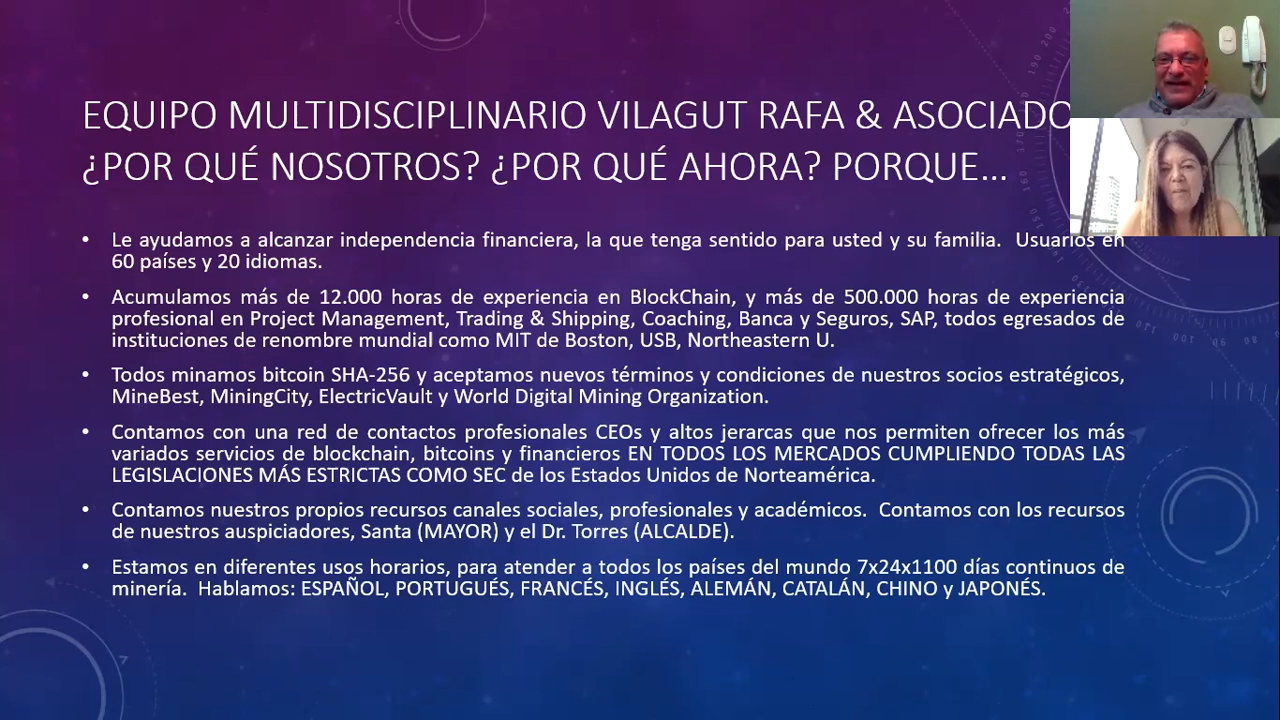 EQUIPO MULTIDISCIPLINARIO VILAGUT RAFA & ASOCIADO
¿POR QUÉ NOSOTROS? ¿POR QUÉ AHORA? PORQUE...
• Le ayudamos a alcanzar independencia financiera, la que tenga sentido para usted y su familia. Usuarios en
60 países y 20 idiomas.
• Acumulamos más de 12.000 horas de experiencia en BlockChain, y más de 500.000 horas de experiencia
profesional en Project Management, Trading & Shipping, Coaching, Banca y Seguros, SAP, todos egresados de
instituciones de renombre mundial como MIT de Boston, USB, Northeastern U.
• Todos minamos bitcoin SHA-256 y aceptamos nuevos términos y condiciones de nuestros socios estratégicos,
MineBest, MiningCity, ElectricVault y World Digital Mining Organization.
• Contamos con una red de contactos profesionales CEOs y altos jerarcas que nos permiten ofrecer los más
variados servicios de blockchain, bitcoins y financieros EN TODOS LOS MERCADOS CUMPLIENDO TODAS LAS
LEGISLACIONES MÁS ESTRICTAS COMO SEC de los Estados Unidos de Norteamérica.
• Contamos nuestros propios recursos canales sociales, profesionales y académicos. Contamos con los recursos
de nuestros auspiciadores, Santa (MAYOR) y el Dr. Torres (ALCALDE).
• Estamos en diferentes usos horarios, para atender a todos los países del mundo 7x24x1100 días continuos de
minería. Hablamos: ESPAÑOL, PORTUGUÉS, FRANCÉS, INGLÉS, ALEMÁN, CATALÁN, CHINO y JAPONÉS.